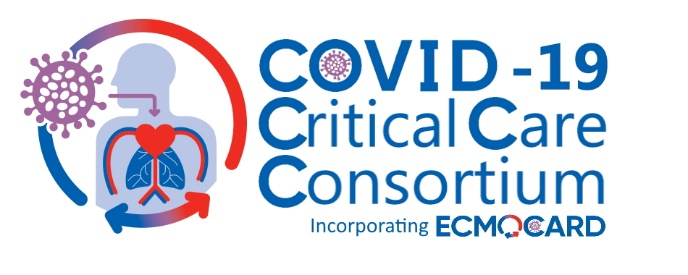 COVID -19
Critical Care
Consortium
Incorporating ECMOCARD